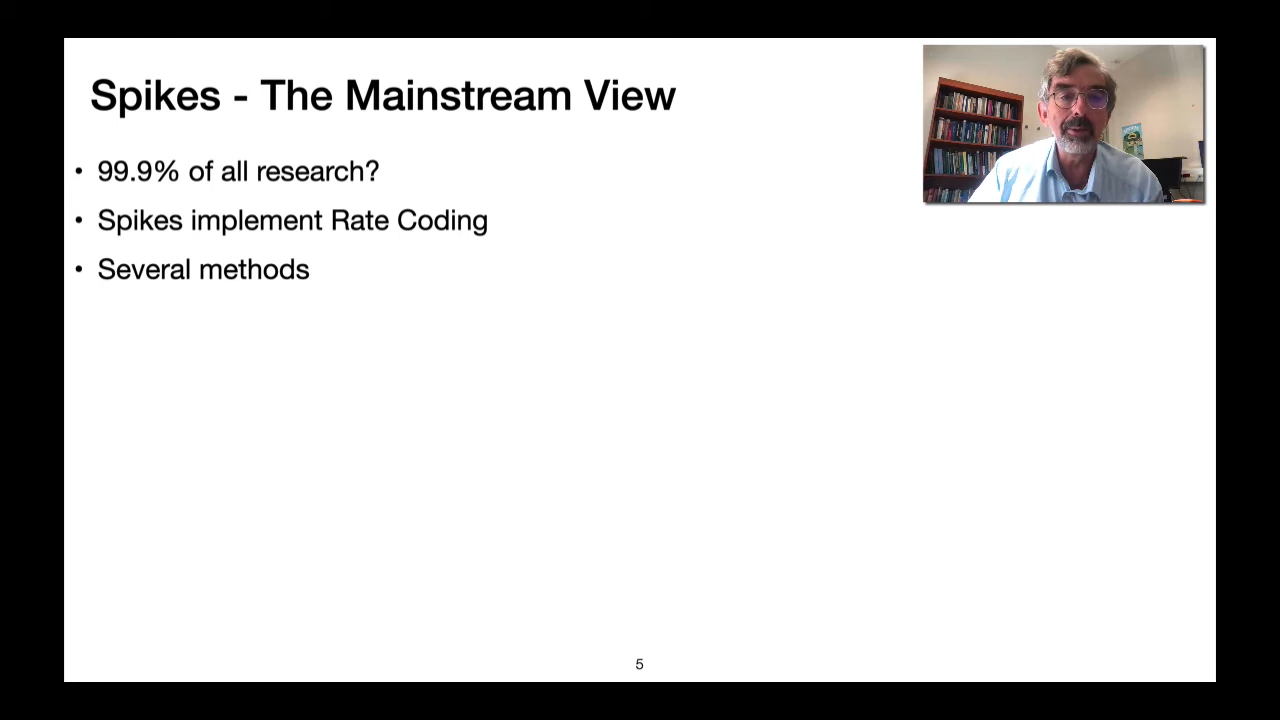 Spikes - The Mainstream View
• 99.9% of all research?
• Spikes implement Rate Coding
• Several methods
5